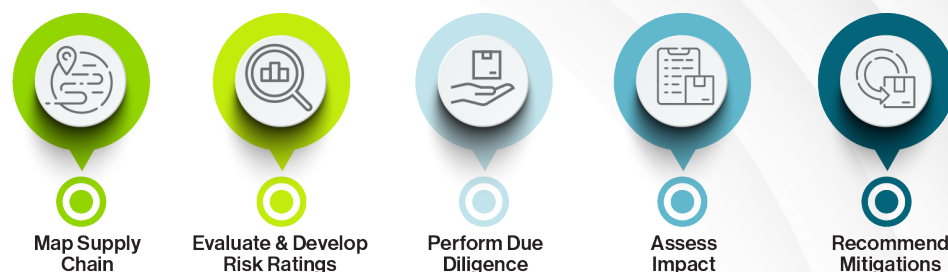 Map Supply
Chain
Evaluate & Develop
Risk Ratings
Perform Due
Diligence
Assess
Impact
Recommend
Mitigations